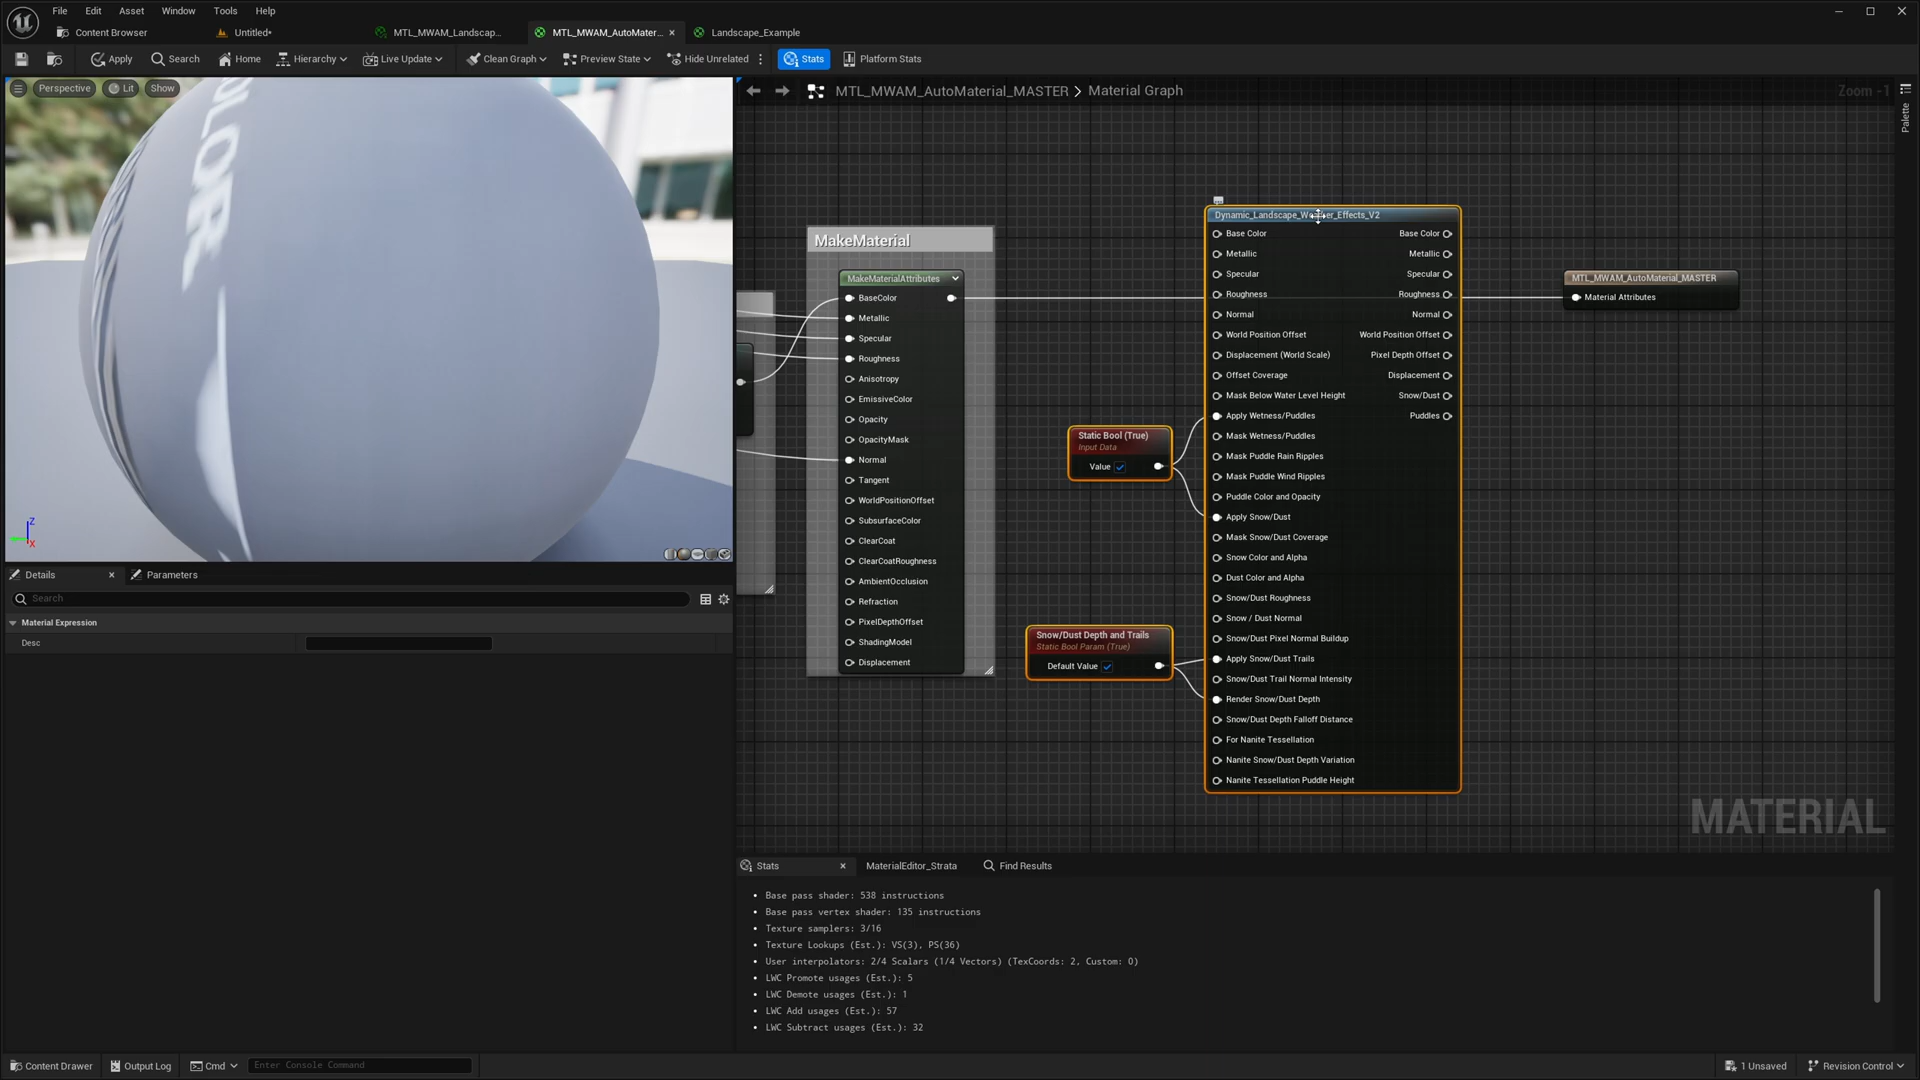 File Edit Asset Window Tools Help
Content Browser Untitled* MTL_MWAM_Landscap... MTL_MWAM_AutoMater... Landscape_Example
Apply Search Home Hierarchy Live Update Clean Graph Preview State Hide Unrelated Stats Platform Stats
Perspective Lit Show
MTL_MWAM_AutoMaterial_MASTER > Material Graph
Zoom -1
Palette
MakeMaterial
MakeMaterialAttributes
BaseColor
Metallic
Specular
Roughness
Anisotropy
EmissiveColor
Opacity
OpacityMask
Normal
Tangent
WorldPositionOffset
SubsurfaceColor
ClearCoat
ClearCoatRoughness
AmbientOcclusion
Refraction
PixelDepthOffset
ShadingModel
Displacement
Static Bool (True)
Input Data
Value
Snow/Dust Depth and Trails
Static Bool Param (True)
Default Value
Base Color Base Color
Metallic Metallic
Specular Specular
Roughness Roughness
Normal Normal
World Position Offset World Position Offset
Displacement (World Scale) Pixel Depth Offset
Offset Coverage Displacement
Mask Below Water Level Height Snow/Dust
Apply Wetness/Puddles Puddles
Mask Wetness/Puddles
Mask Puddle Rain Ripples
Mask Puddle Wind Ripples
Puddle Color and Opacity
Apply Snow/Dust
Mask Snow/Dust Coverage
Snow Color and Alpha
Dust Color and Alpha
Snow/Dust Roughness
Snow / Dust Normal
Snow/Dust Pixel Normal Buildup
Apply Snow/Dust Trails
Snow/Dust Trail Normal Intensity
Render Snow/Dust Depth
Snow/Dust Depth Falloff Distance
For Nanite Tessellation
Nanite Snow/Dust Depth Variation
Nanite Tessellation Puddle Height
MTL_MWAM_AutoMaterial_MASTER
Material Attributes
MATERIAL
Z
X
Details Parameters
Search
Material Expression
Desc
Stats MaterialEditor_Strata Find Results
• Base pass shader: 538 instructions
• Base pass vertex shader: 135 instructions
• Texture samplers: 3/16
• Texture Lookups (Est.): VS(3), PS(36)
• User interpolators: 2/4 Scalars (1/4 Vectors) (TexCoords: 2, Custom: 0)
• LWC Promote usages (Est.): 5
• LWC Demote usages (Est.): 1
• LWC Add usages (Est.): 57
• LWC Subtract usages (Est.): 32
Content Drawer Output Log Cmd Enter Console Command 1 Unsaved Revision Control